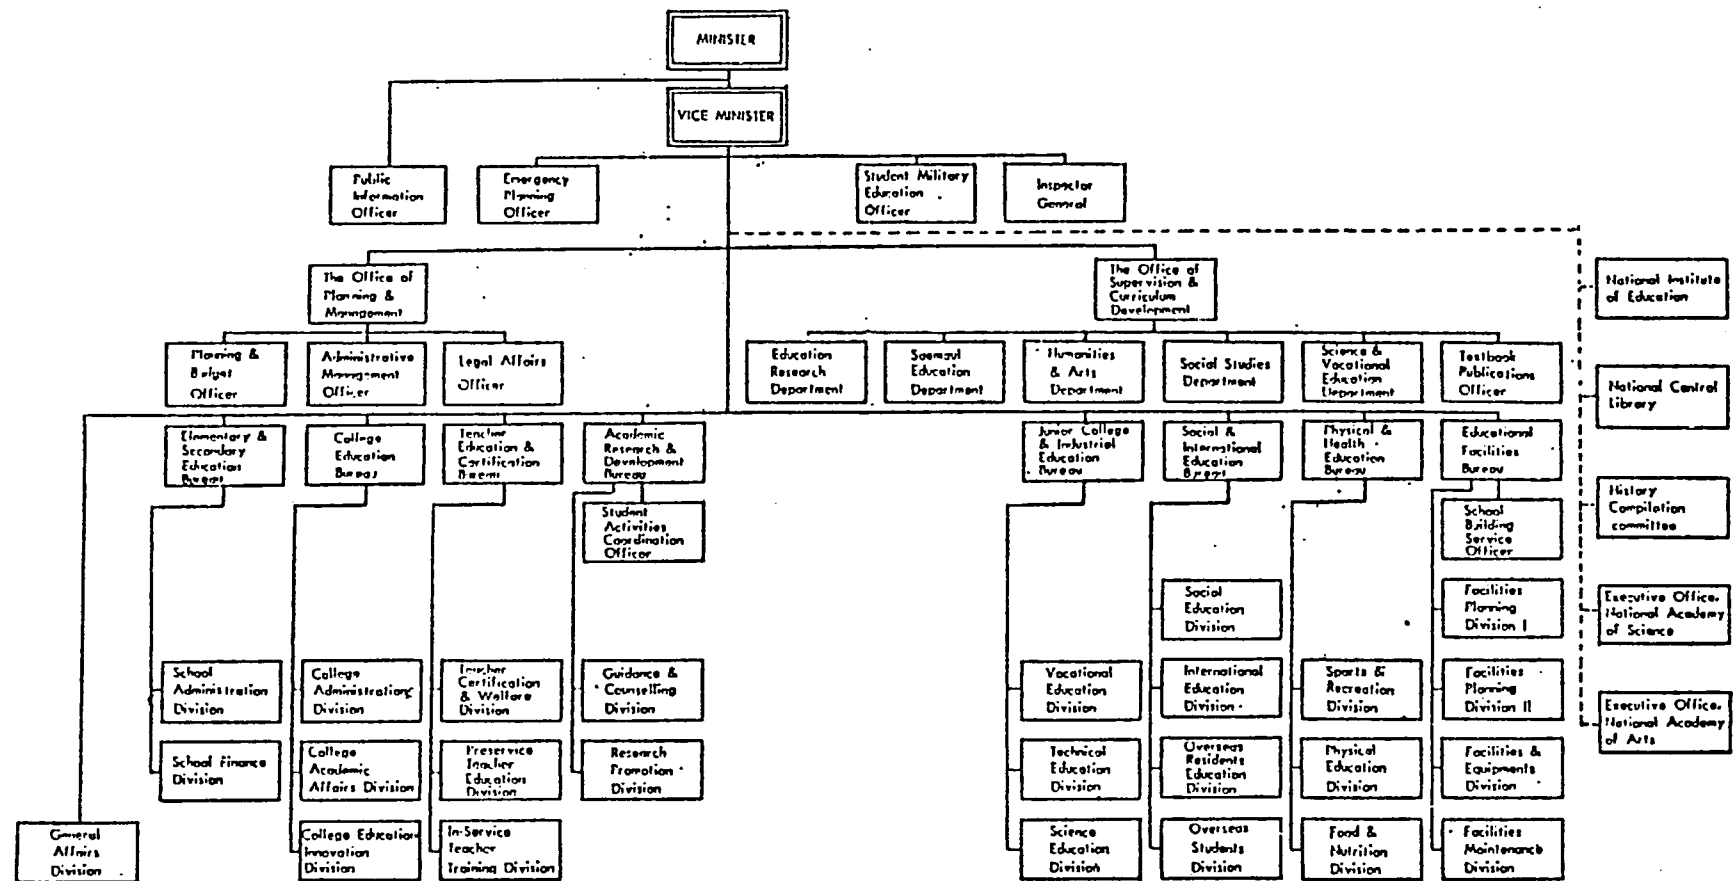 MINISTER
VICE MINISTER
Public
Information
Officer
Emergency
Planning
Officer
Student Military
Education
Officer
Inspector
General
The Office of
Planning &
Management
The Office of
Supervision &
Curriculum
Development
National Institute
of Education
Planning &
Budget
Officer
Administrative
Management
Officer
Legal Affairs
Officer
Education
Research
Department
Saemaul
Education
Department
Humanities
& Arts
Department
Social Studies
Department
Science &
Vocational
Education
Department
Textbook
Publications
Officer
National Central
Library
Elementary &
Secondary
Education
Bureau
College
Education
Bureau
Teacher
Education &
Certification
Bureau
Academic
Research &
Development
Bureau
Junior College
& Industrial
Education
Bureau
Social &
International
Education
Bureau
Physical &
Health
Education
Bureau
Educational
Facilities
Bureau
History
Compilation
committee
Student
Activities
Coordination
Officer
School
Building
Service
Officer
Social
Education
Division
Facilities
Planning
Division I
Executive Office,
National Academy
of Science
School
Administration
Division
College
Administration
Division
Teacher
Certification
& Welfare
Division
Guidance &
Counselling
Division
Vocational
Education
Division
International
Education
Division
Sports &
Recreation
Division
Facilities
Planning
Division II
Executive Office,
National Academy
of Arts
School Finance
Division
College
Academic
Affairs Division
Preservice
Teacher
Education
Division
Research
Promotion
Division
Technical
Education
Division
Overseas
Residents
Education
Division
Physical
Education
Division
Facilities &
Equipments
Division
General
Affairs
Division
College Education
Innovation
Division
In-Service
Teacher
Training Division
Science
Education
Division
Overseas
Students
Division
Food &
Nutrition
Division
Facilities
Maintenance
Division